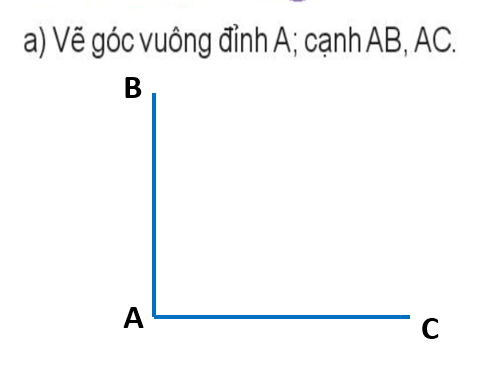 a) Vẽ góc vuông đỉnh A; cạnh AB, AC.
B
A
C